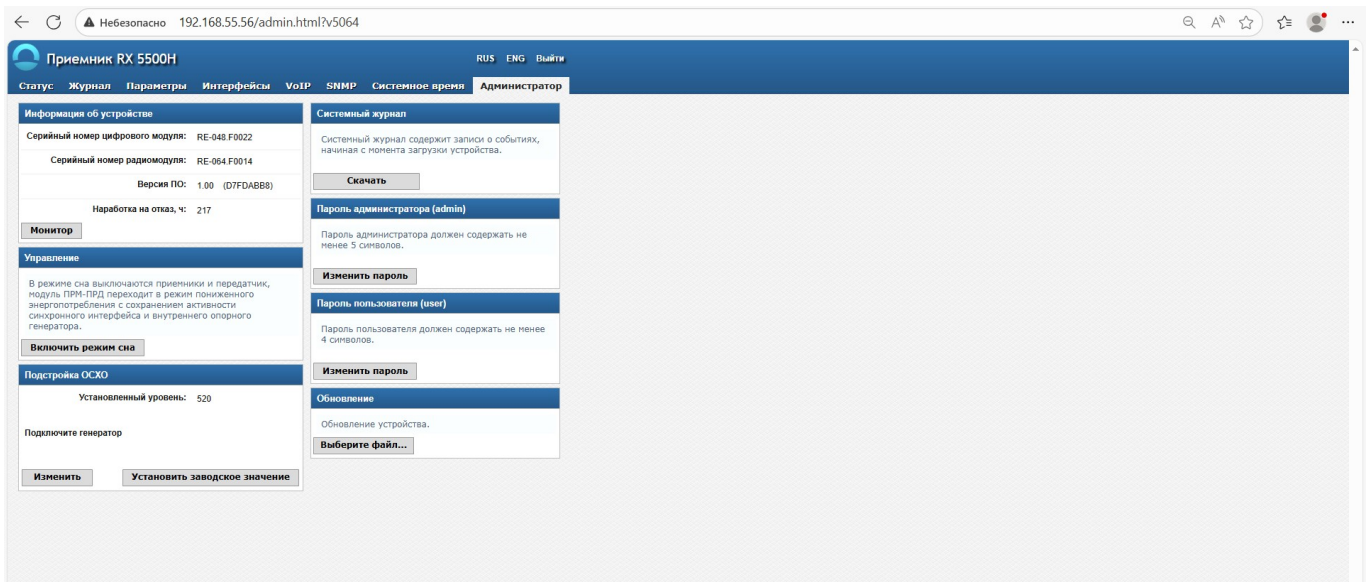 Небезопасно 192.168.55.56/admin.html?v5064
Приемник RX 5500H
RUS ENG Выйти
Статус Журнал Параметры Интерфейсы VoIP SNMP Системное время Администратор
Информация об устройстве
Серийный номер цифрового модуля: RE-048.F0022
Серийный номер радиомодуля: RE-064.F0014
Версия ПО: 1.00 (D7FDABB8)
Наработка на отказ, ч: 217
Монитор
Управление
В режиме сна выключаются приемники и передатчик,
модуль ПРМ-ПРД переходит в режим пониженного
энергопотребления с сохранением активности
синхронного интерфейса и внутреннего опорного
генератора.
Включить режим сна
Подстройка OCXO
Установленный уровень: 520
Подключите генератор
Изменить Установить заводское значение
Системный журнал
Системный журнал содержит записи о событиях,
начиная с момента загрузки устройства.
Скачать
Пароль администратора (admin)
Пароль администратора должен содержать не
менее 5 символов.
Изменить пароль
Пароль пользователя (user)
Пароль пользователя должен содержать не менее
4 символов.
Изменить пароль
Обновление
Обновление устройства.
Выберите файл...